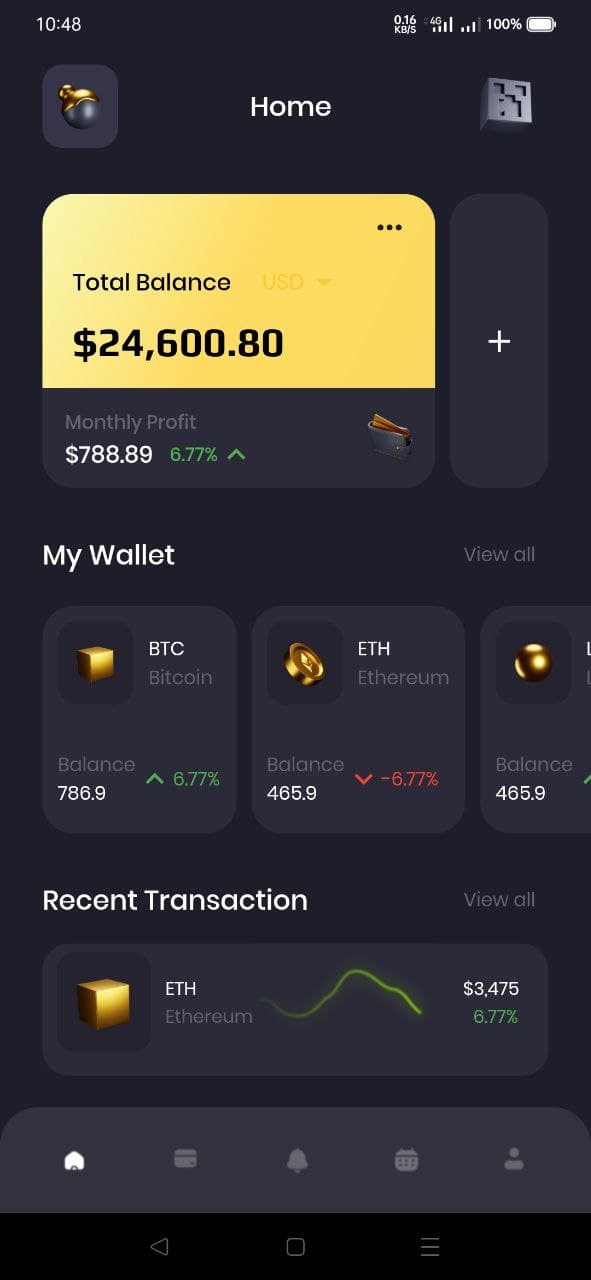 10:48
0.16 KB/S 4G 100%
Home
Total Balance USD
$24,600.80
Monthly Profit
$788.89 6.77%
My Wallet View all
BTC
Bitcoin
Balance
786.9
6.77%
ETH
Ethereum
Balance
465.9
-6.77%
Balance
465.9
Recent Transaction View all
ETH
Ethereum
$3,475
6.77%